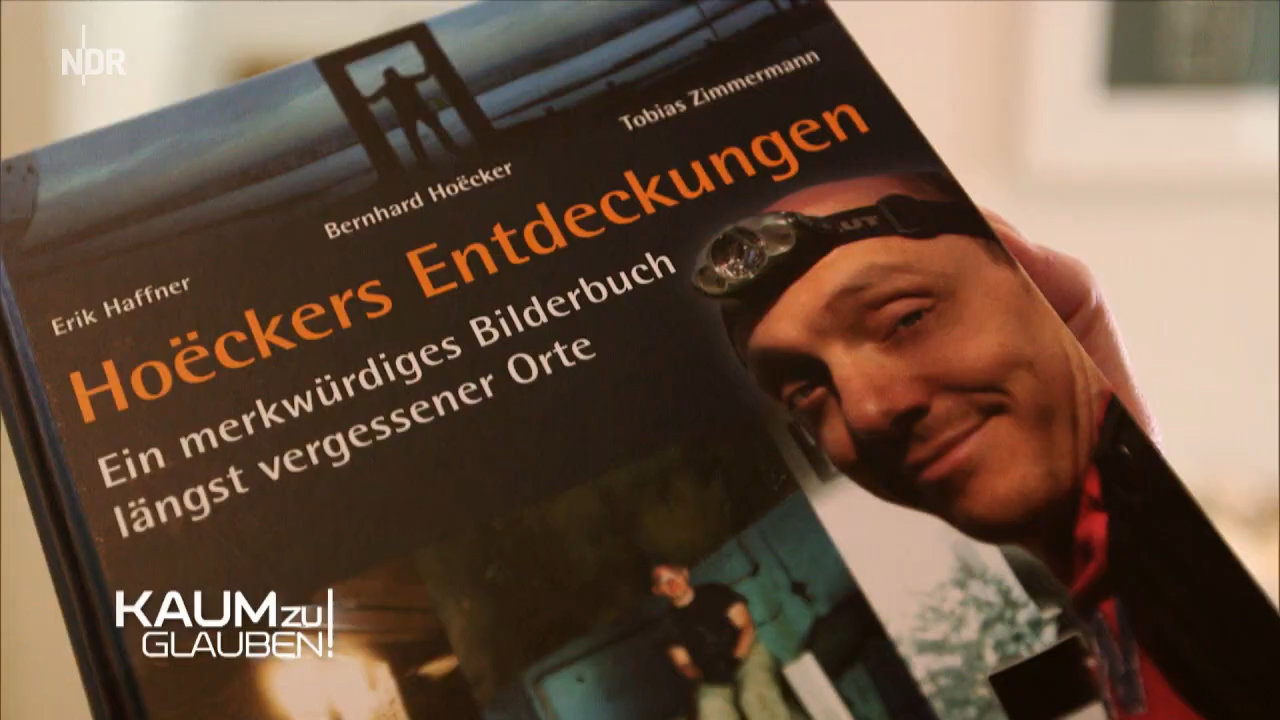 NDR
Tobias Zimmermann
Bernhard Hoëcker
Erik Haffner
Hoëckers Entdeckungen
Ein merkwürdiges Bilderbuch
längst vergessener Orte
KAUM ZU
GLAUBEN!